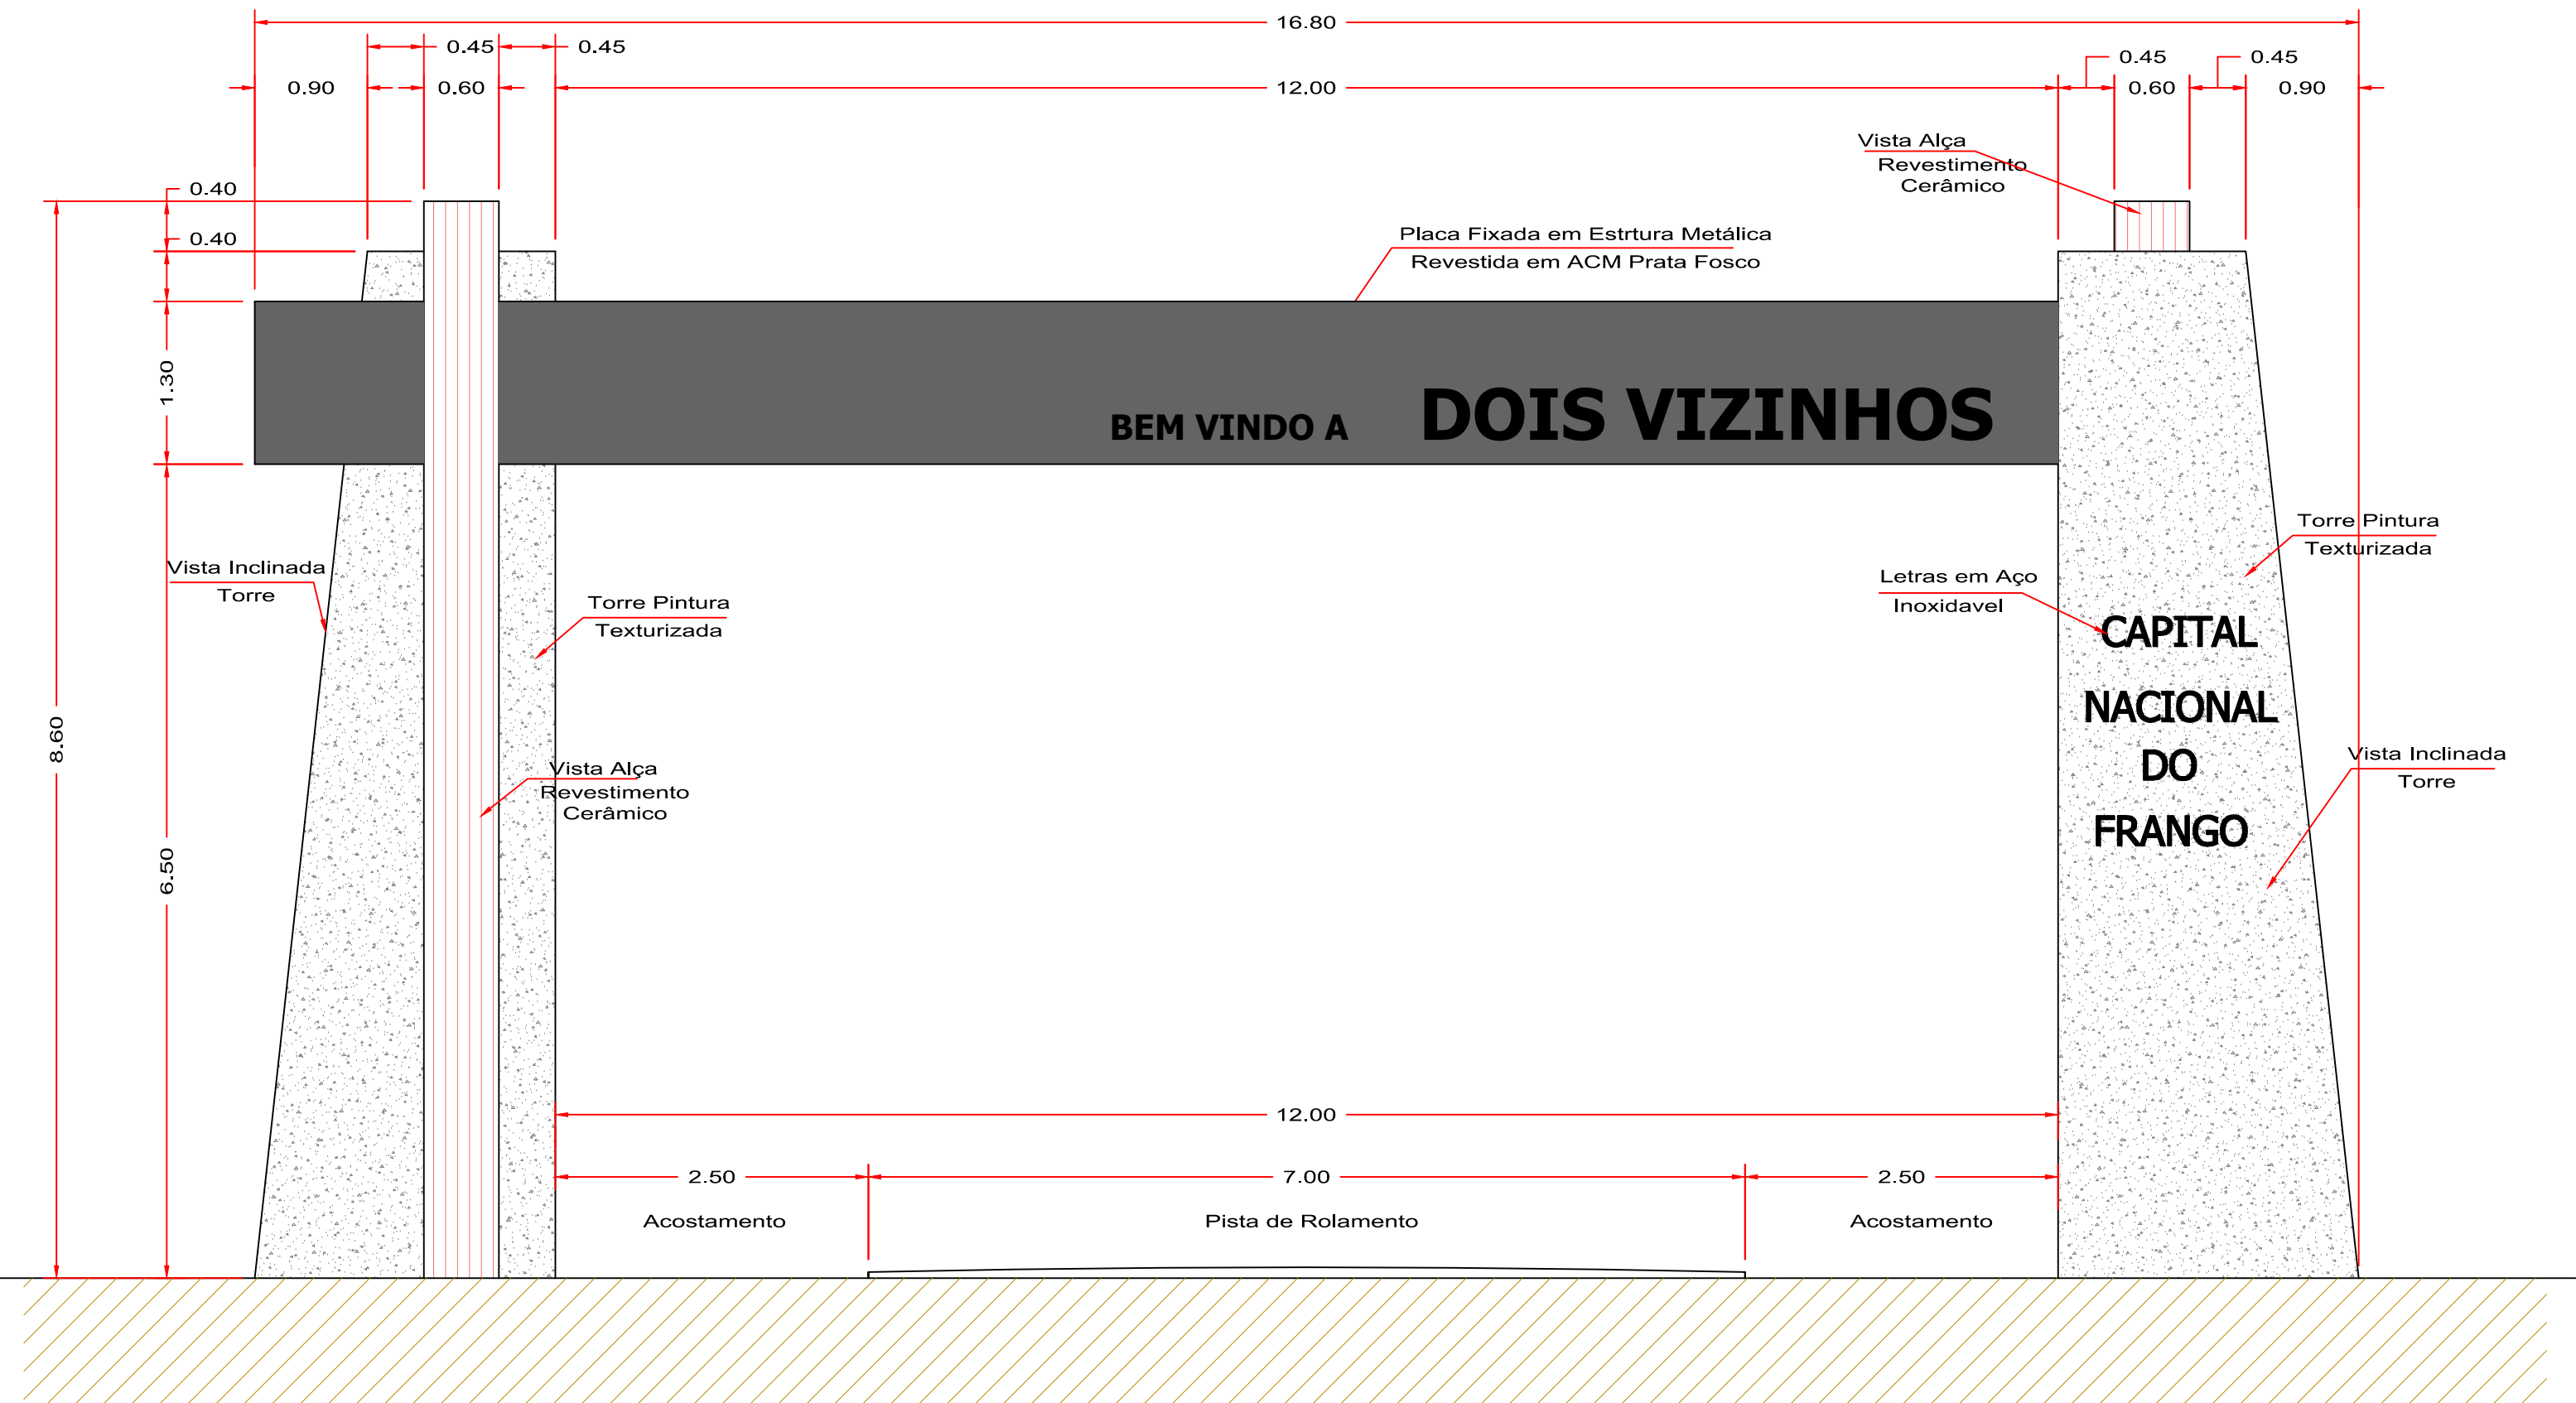 16.80
0.45
0.45
0.45
0.45
0.90
0.60
12.00
0.60
0.90
Vista Alça
Revestimento
Cerâmico
0.40
0.40
Placa Fixada em Estrtura Metálica
Revestida em ACM Prata Fosco
1.30
BEM VINDO A DOIS VIZINHOS
Torre Pintura
Texturizada
Vista Inclinada
Torre
Letras em Aço
Inoxidavel
Torre Pintura
Texturizada
CAPITAL
NACIONAL
DO
FRANGO
8.60
Vista Inclinada
Torre
Vista Alça
Revestimento
Cerâmico
6.50
12.00
2.50
7.00
2.50
Acostamento
Pista de Rolamento
Acostamento